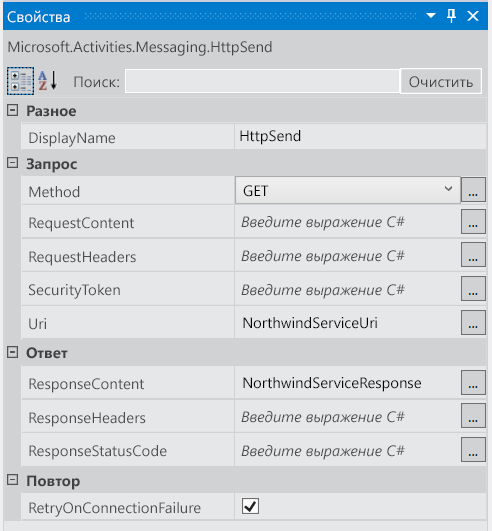 Свойства
Microsoft.Activities.Messaging.HttpSend
Поиск: Очистить
Разное
DisplayName HttpSend
Запрос
Method GET ...
RequestContent Введите выражение C# ...
RequestHeaders Введите выражение C# ...
SecurityToken Введите выражение C# ...
Uri NorthwindServiceUri ...
Ответ
ResponseContent NorthwindServiceResponse ...
ResponseHeaders Введите выражение C# ...
ResponseStatusCode Введите выражение C# ...
Повтор
RetryOnConnectionFailure